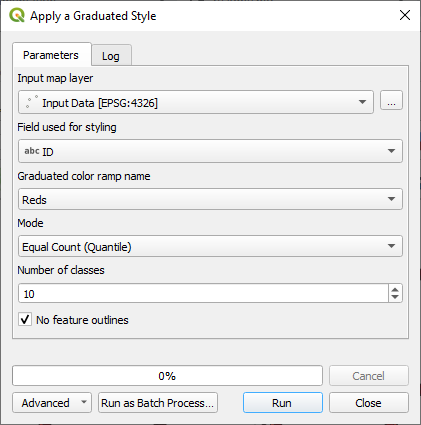 Apply a Graduated Style
Parameters
Log
Input map layer
Input Data [EPSG:4326]
...
Field used for styling
abc ID
Graduated color ramp name
Reds
Mode
Equal Count (Quantile)
Number of classes
10
No feature outlines
0%
Cancel
Advanced
Run as Batch Process...
Run
Close